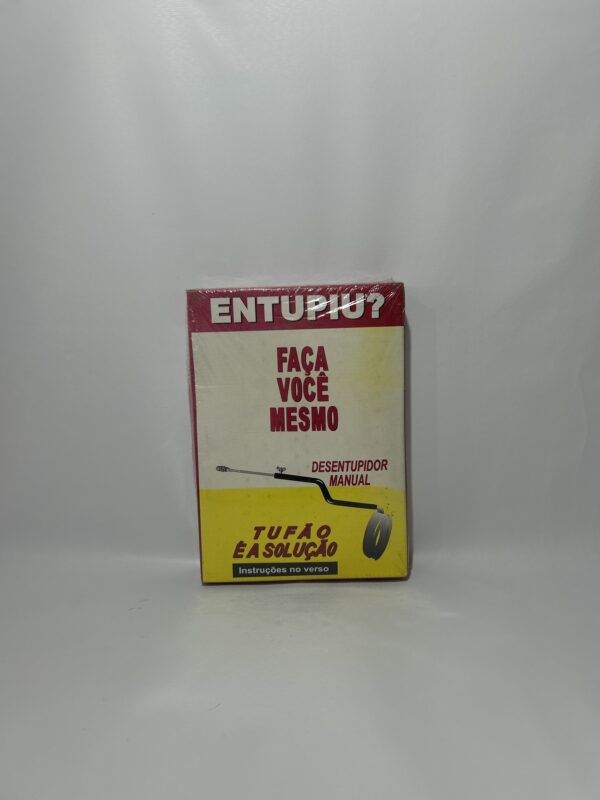 ENTUPIU?
FAÇA
VOCÊ
MESMO
DESENTUPIDOR
MANUAL
TUFÃO
É A SOLUÇÃO
Instruções no verso